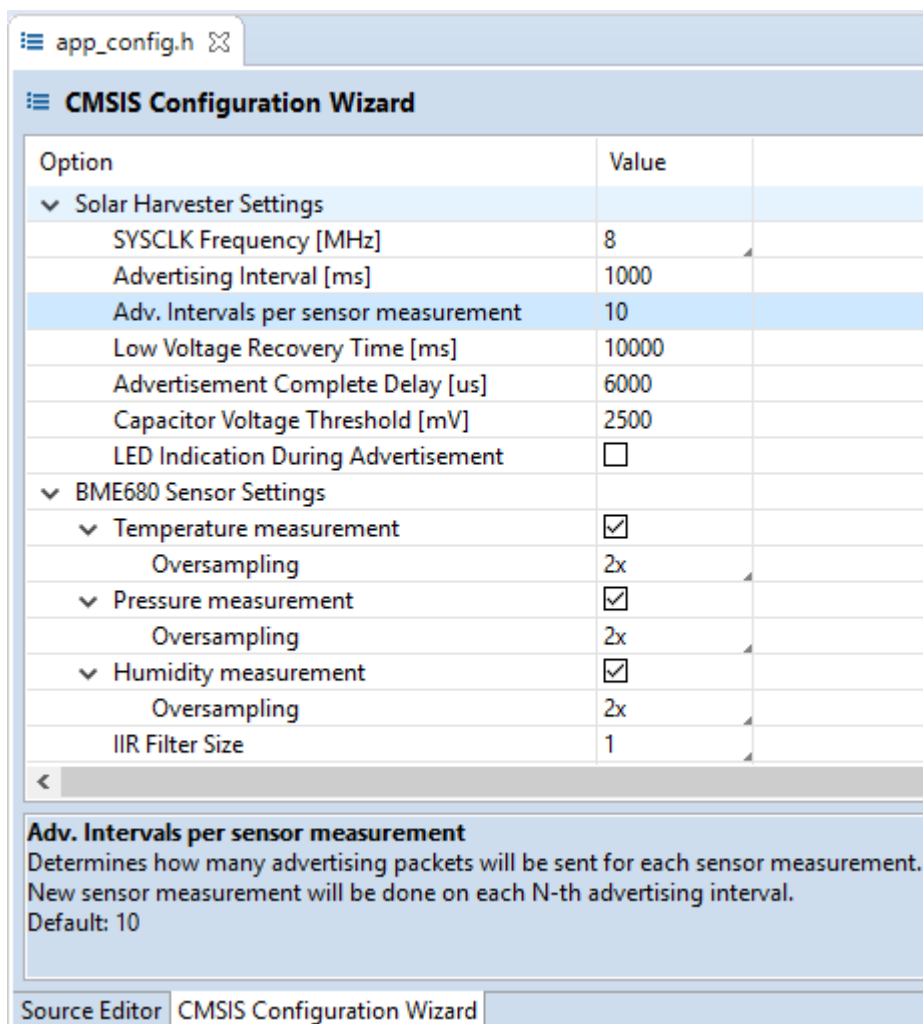 app_config.h
CMSIS Configuration Wizard
Option Value
Solar Harvester Settings
SYSCLK Frequency [MHz] 8
Advertising Interval [ms] 1000
Adv. Intervals per sensor measurement 10
Low Voltage Recovery Time [ms] 10000
Advertisement Complete Delay [us] 6000
Capacitor Voltage Threshold [mV] 2500
LED Indication During Advertisement
BME680 Sensor Settings
Temperature measurement
Oversampling 2x
Pressure measurement
Oversampling 2x
Humidity measurement
Oversampling 2x
IIR Filter Size 1
Adv. Intervals per sensor measurement
Determines how many advertising packets will be sent for each sensor measurement.
New sensor measurement will be done on each N-th advertising interval.
Default: 10
Source Editor CMSIS Configuration Wizard